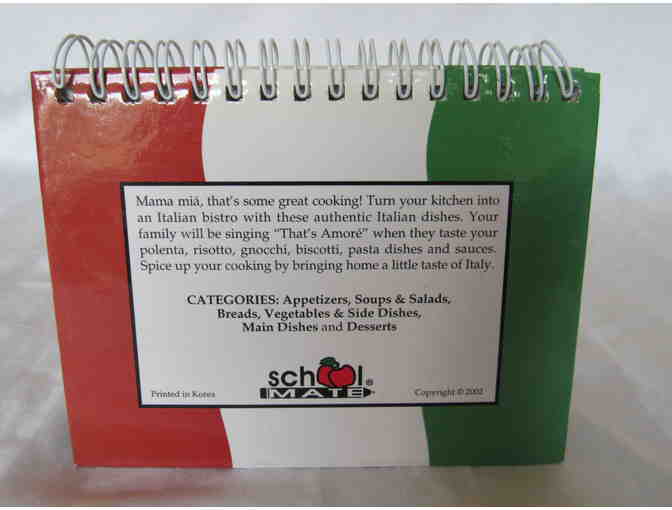 Mama miá, that's some great cooking! Turn your kitchen into
an Italian bistro with these authentic Italian dishes. Your
family will be singing "That's Amoré" when they taste your
polenta, risotto, gnocchi, biscotti, pasta dishes and sauces.
Spice up your cooking by bringing home a little taste of Italy.
CATEGORIES: Appetizers, Soups & Salads,
Breads, Vegetables & Side Dishes,
Main Dishes and Desserts
school®
MATE
Printed in Korea
Copyright © 2002